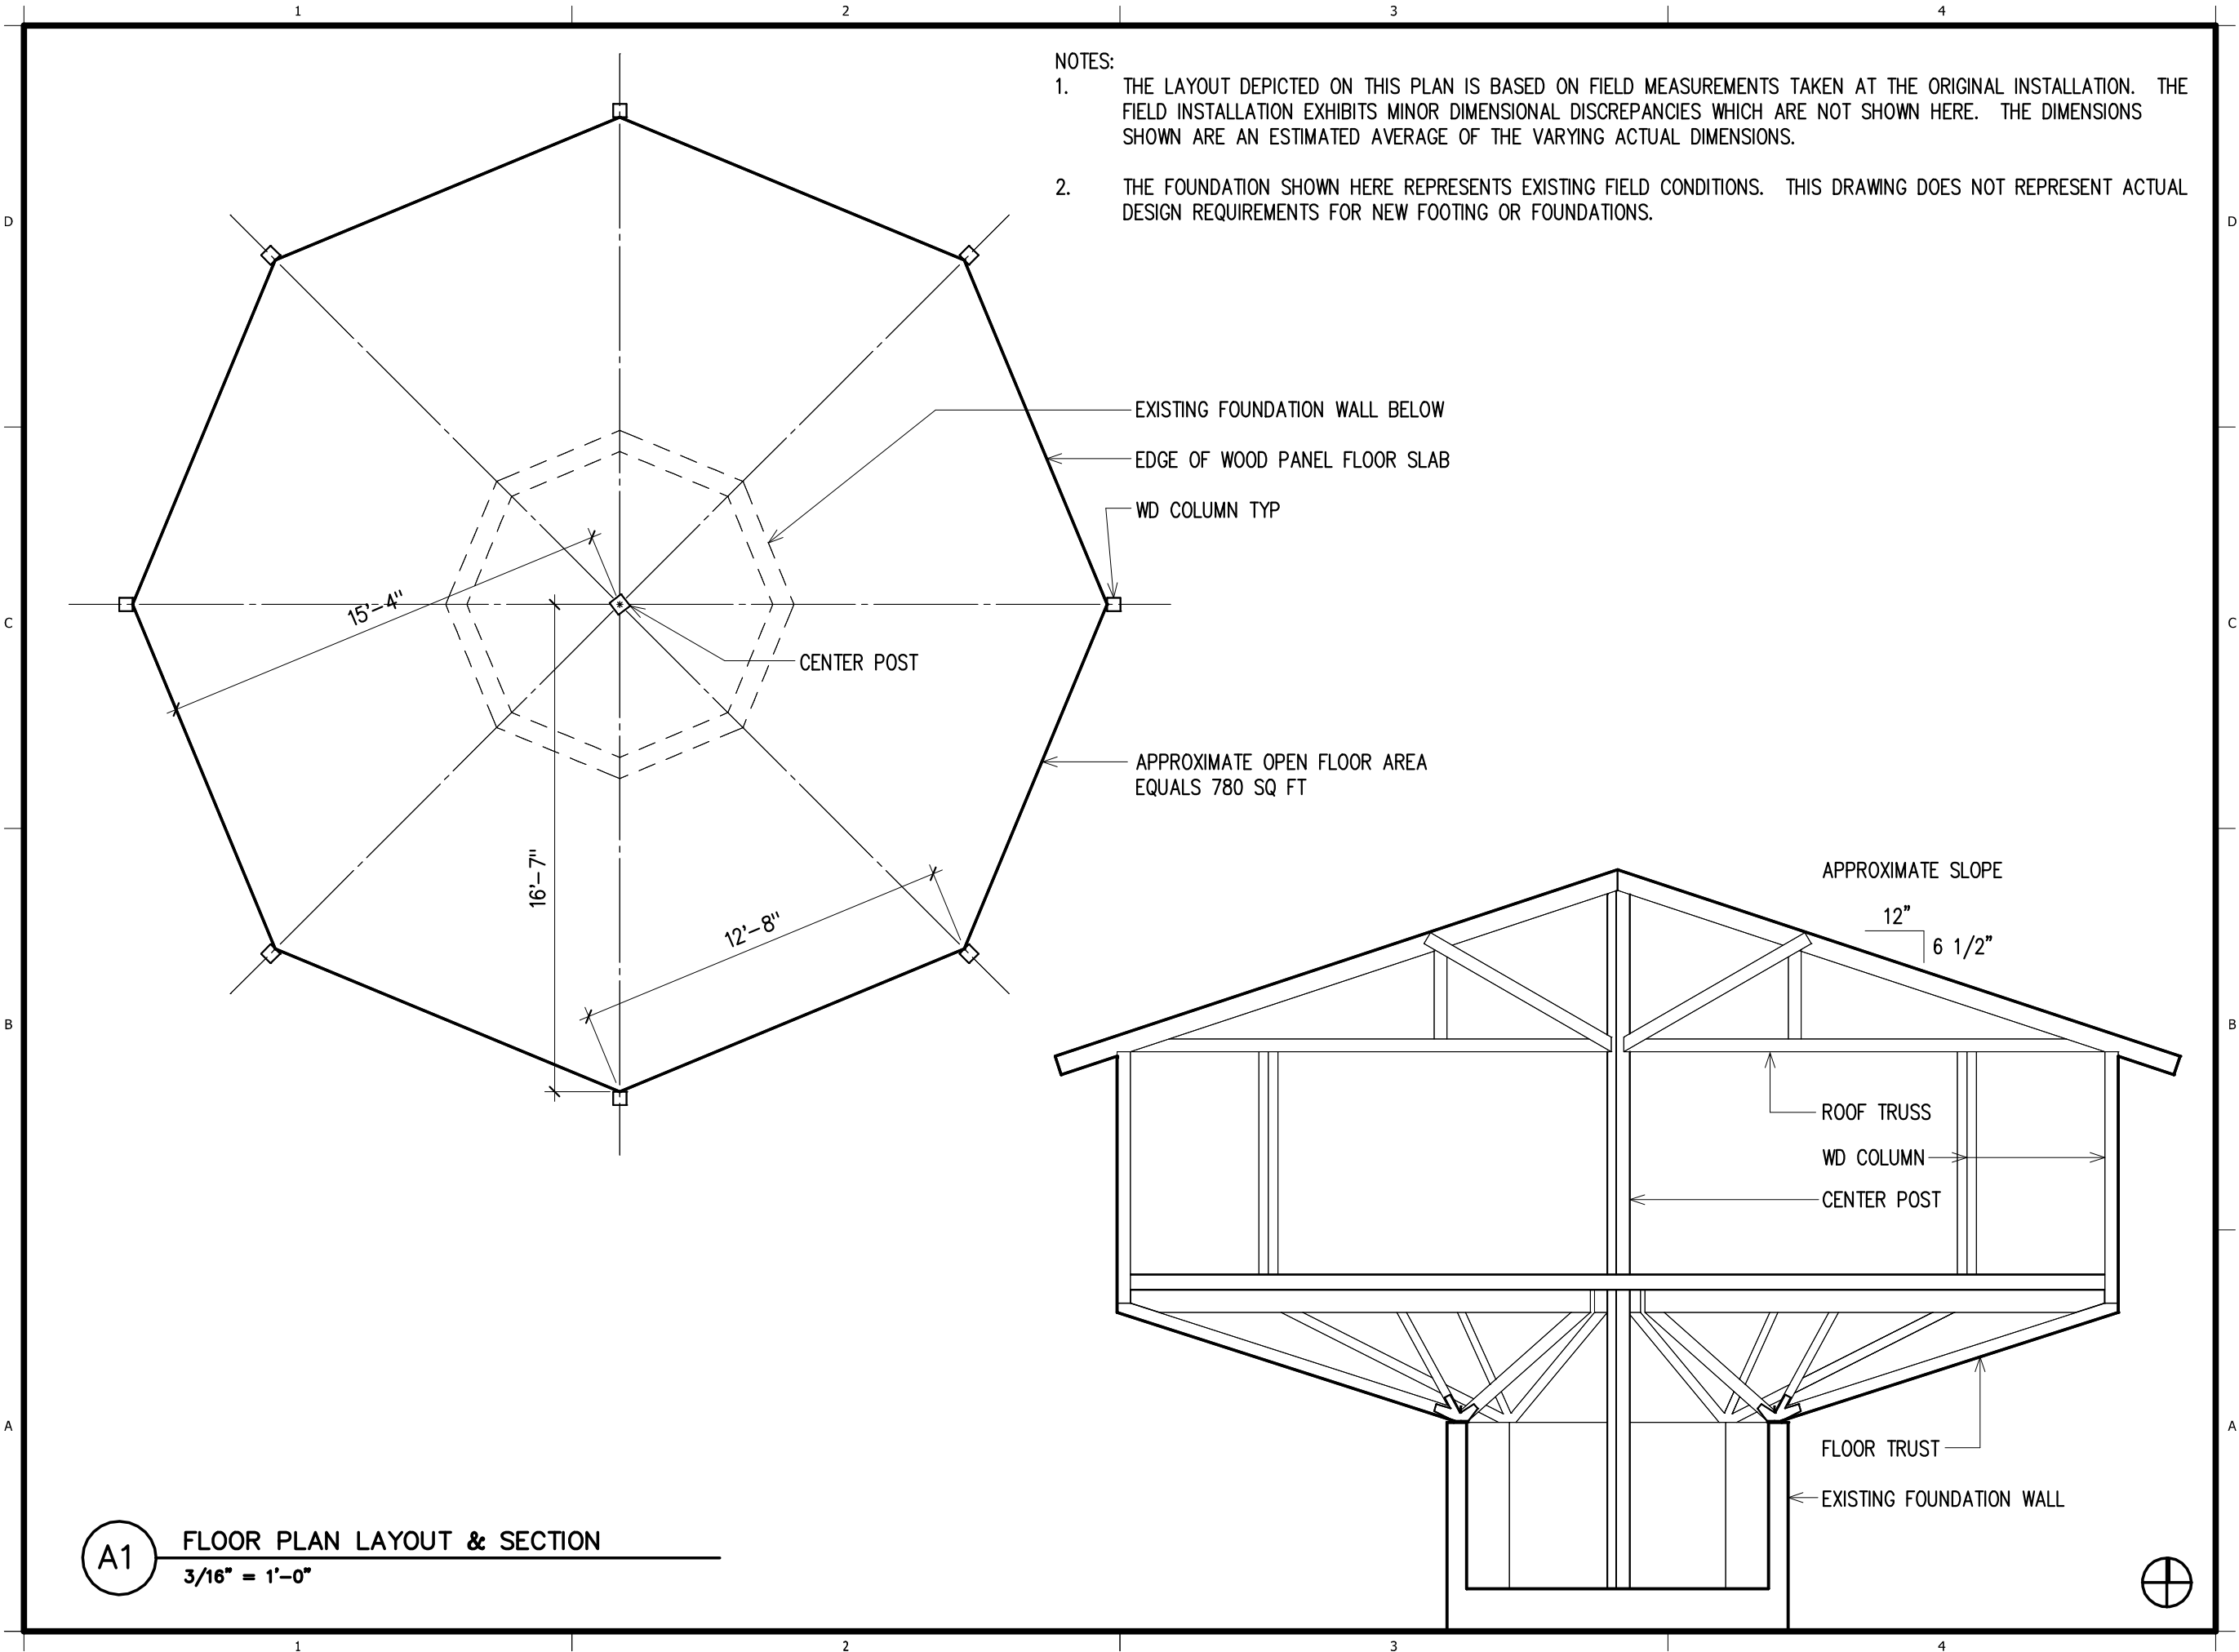 1 2 3 4
NOTES:
1. THE LAYOUT DEPICTED ON THIS PLAN IS BASED ON FIELD MEASUREMENTS TAKEN AT THE ORIGINAL INSTALLATION. THE
FIELD INSTALLATION EXHIBITS MINOR DIMENSIONAL DISCREPANCIES WHICH ARE NOT SHOWN HERE. THE DIMENSIONS
SHOWN ARE AN ESTIMATED AVERAGE OF THE VARYING ACTUAL DIMENSIONS.
2. THE FOUNDATION SHOWN HERE REPRESENTS EXISTING FIELD CONDITIONS. THIS DRAWING DOES NOT REPRESENT ACTUAL
DESIGN REQUIREMENTS FOR NEW FOOTING OR FOUNDATIONS.
D D
EXISTING FOUNDATION WALL BELOW
EDGE OF WOOD PANEL FLOOR SLAB
WD COLUMN TYP
15'-4"
C C
CENTER POST
APPROXIMATE OPEN FLOOR AREA
EQUALS 780 SQ FT
16'-7"
12'-8"
APPROXIMATE SLOPE
12"
6 1/2"
B B
ROOF TRUSS
WD COLUMN
CENTER POST
A A
FLOOR TRUST
EXISTING FOUNDATION WALL
A1
FLOOR PLAN LAYOUT & SECTION
3/16" = 1'-0"
1 2 3 4